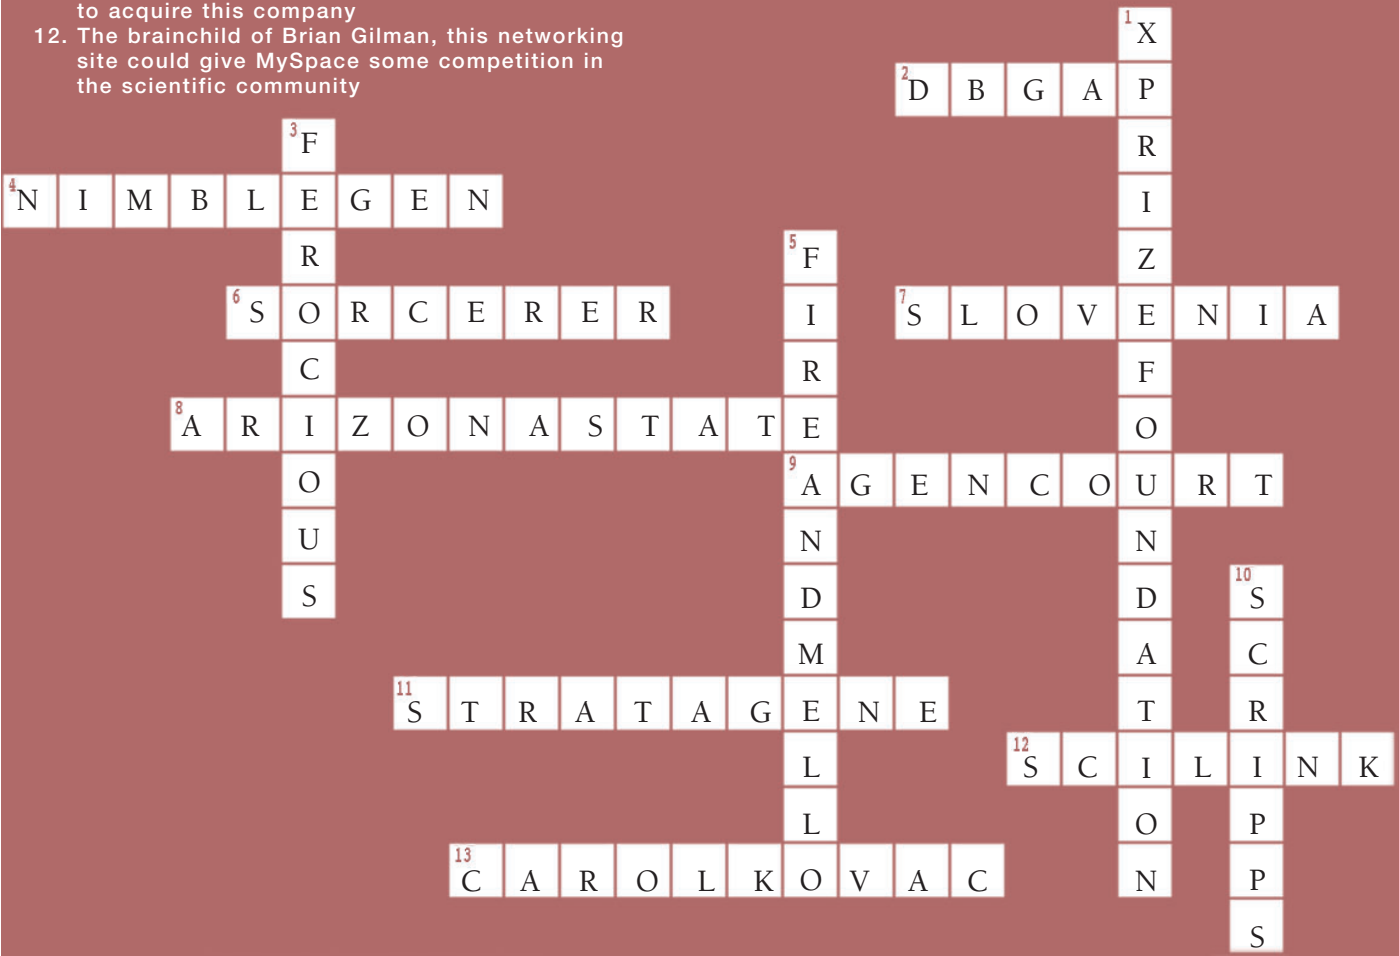 to acquire this company
12. The brainchild of Brian Gilman, this networking
site could give MySpace some competition in
the scientific community
1 X
2 D B G A P
3 F R
4 N I M B L E G E N I
R 5 F Z
6 S O R C E R E R I 7 S L O V E N I A
C R F
8 A R I Z O N A S T A T E O
O 9 A G E N C O U R T
U N N
S D D 10 S
M A C
11 S T R A T A G E N E T R
L 12 S C I L I N K
L O P
13 C A R O L K O V A C N P
S